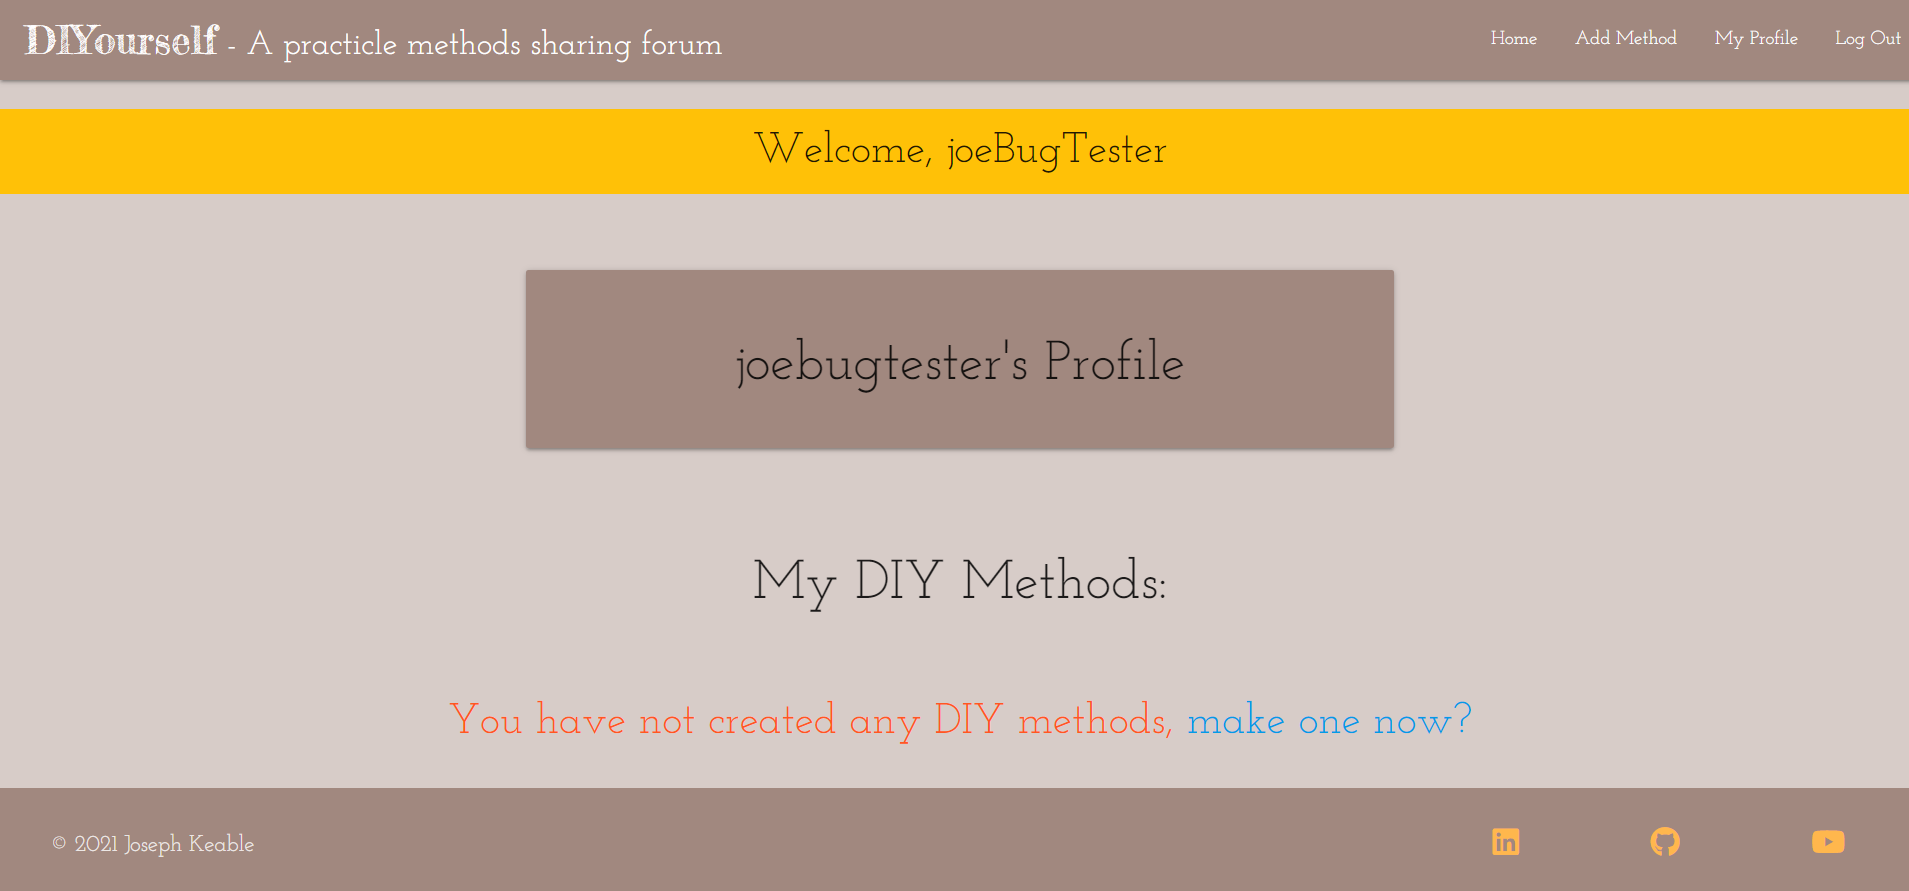 DIYourself - A practicle methods sharing forum
Home Add Method My Profile Log Out
Welcome, joeBugTester
joebugtester's Profile
My DIY Methods:
You have not created any DIY methods, make one now?
© 2021 Joseph Keable
in